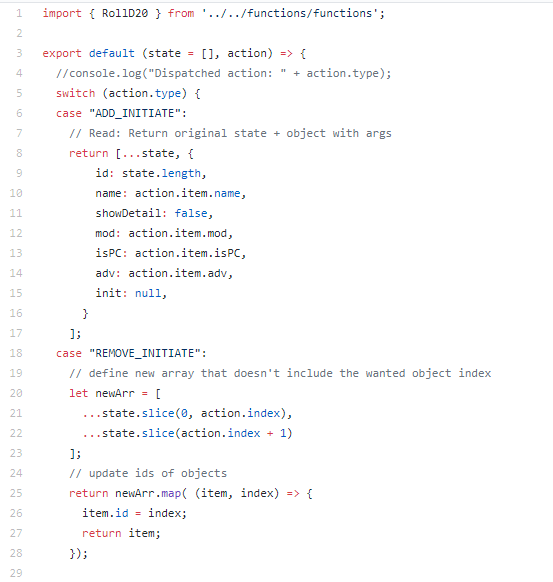 1 import { RollD20 } from '../../functions/functions';
2
3 export default (state = [], action) => {
4   //console.log("Dispatched action: " + action.type);
5   switch (action.type) {
6   case "ADD_INITIATE":
7     // Read: Return original state + object with args
8     return [...state, {
9         id: state.length,
10         name: action.item.name,
11         showDetail: false,
12         mod: action.item.mod,
13         isPC: action.item.isPC,
14         adv: action.item.adv,
15         init: null,
16       }
17     ];
18   case "REMOVE_INITIATE":
19     // define new array that doesn't include the wanted object index
20     let newArr = [
21       ...state.slice(0, action.index),
22       ...state.slice(action.index + 1)
23     ];
24     // update ids of objects
25     return newArr.map( (item, index) => {
26       item.id = index;
27       return item;
28     });
29